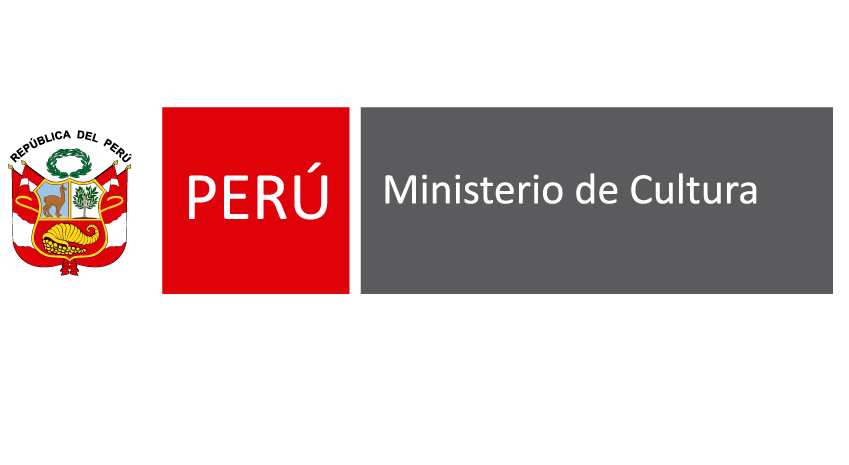 REPÚBLICA DEL PERÚ
PERÚ
Ministerio de Cultura